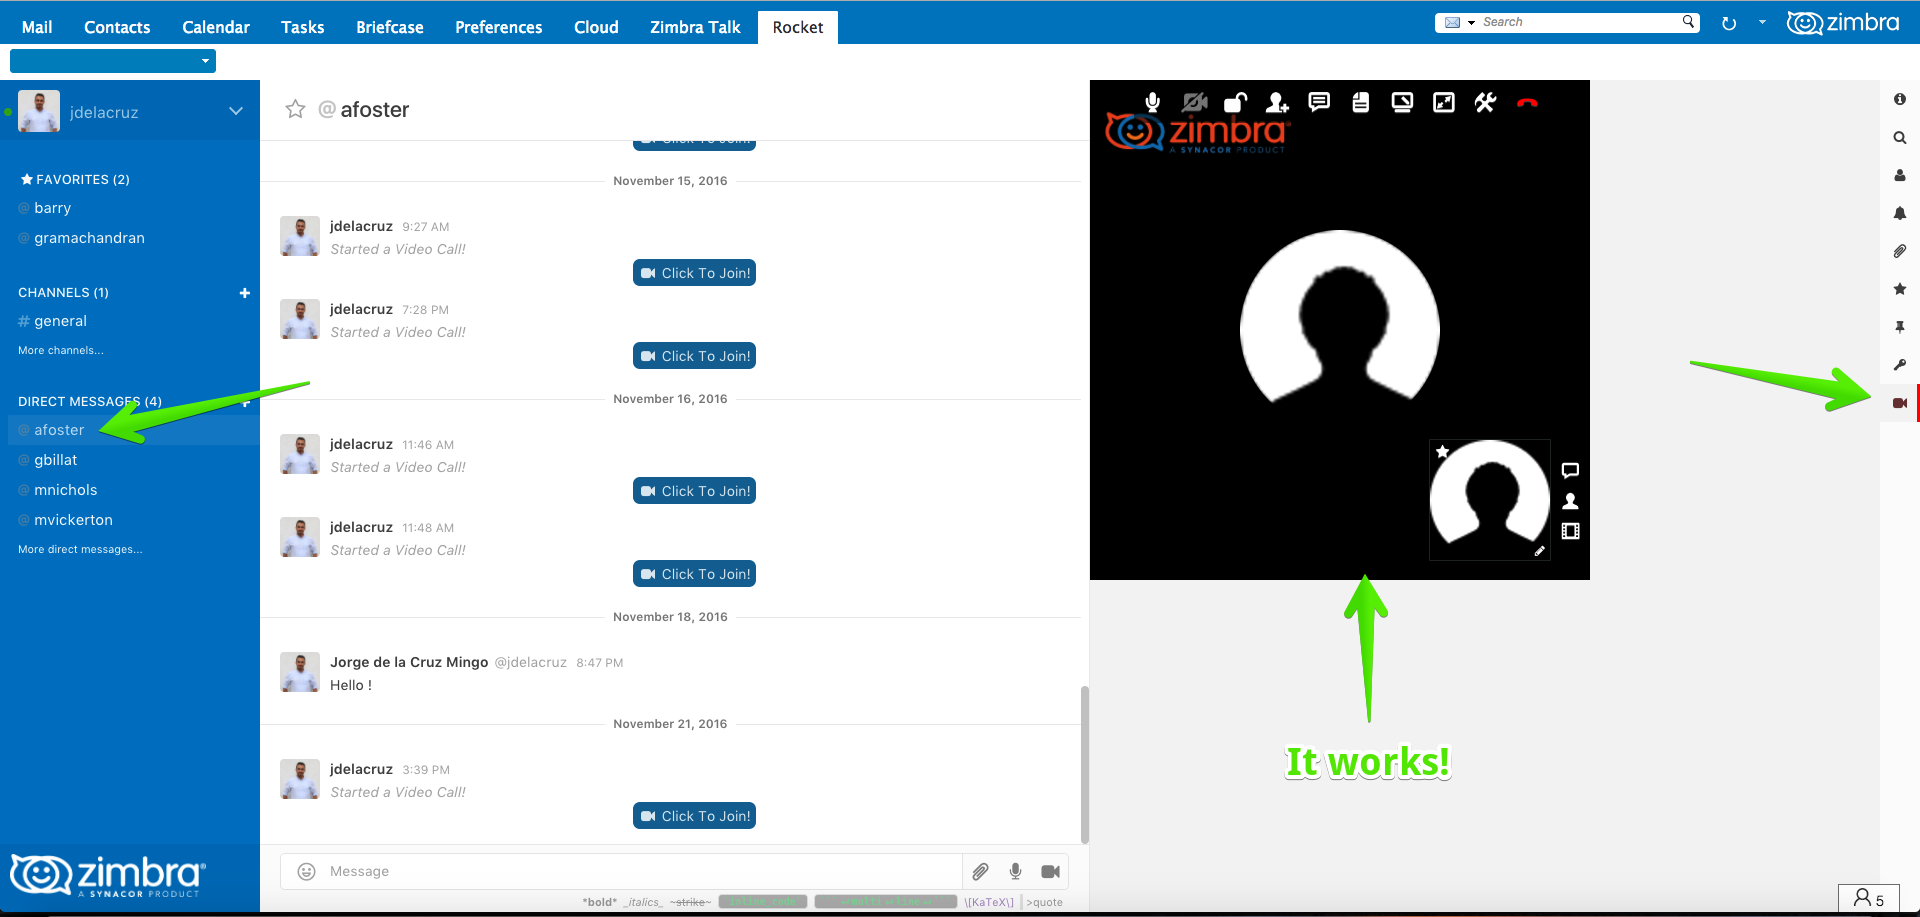 Mail Contacts Calendar Tasks Briefcase Preferences Cloud Zimbra Talk Rocket
Search
zimbra
jdelacruz
FAVORITES (2)
@ barry
@ gramachandran
CHANNELS (1)
# general
More channels...
DIRECT MESSAGES (4)
@ afoster
@ gbillat
@ mnichols
@ mvickerton
More direct messages...
zimbra®
A SYNACOR PRODUCT
@ afoster
Click To Join!
November 15, 2016
jdelacruz 9:27 AM
Started a Video Call!
Click To Join!
jdelacruz 7:28 PM
Started a Video Call!
Click To Join!
November 16, 2016
jdelacruz 11:46 AM
Started a Video Call!
Click To Join!
jdelacruz 11:48 AM
Started a Video Call!
Click To Join!
November 18, 2016
Jorge de la Cruz Mingo @jdelacruz 8:47 PM
Hello !
November 21, 2016
jdelacruz 3:39 PM
Started a Video Call!
Click To Join!
Message
*bold* _italics_ ~strike~ \[KaTeX\] >quote
zimbra
A SYNACOR PRODUCT
It works!
5